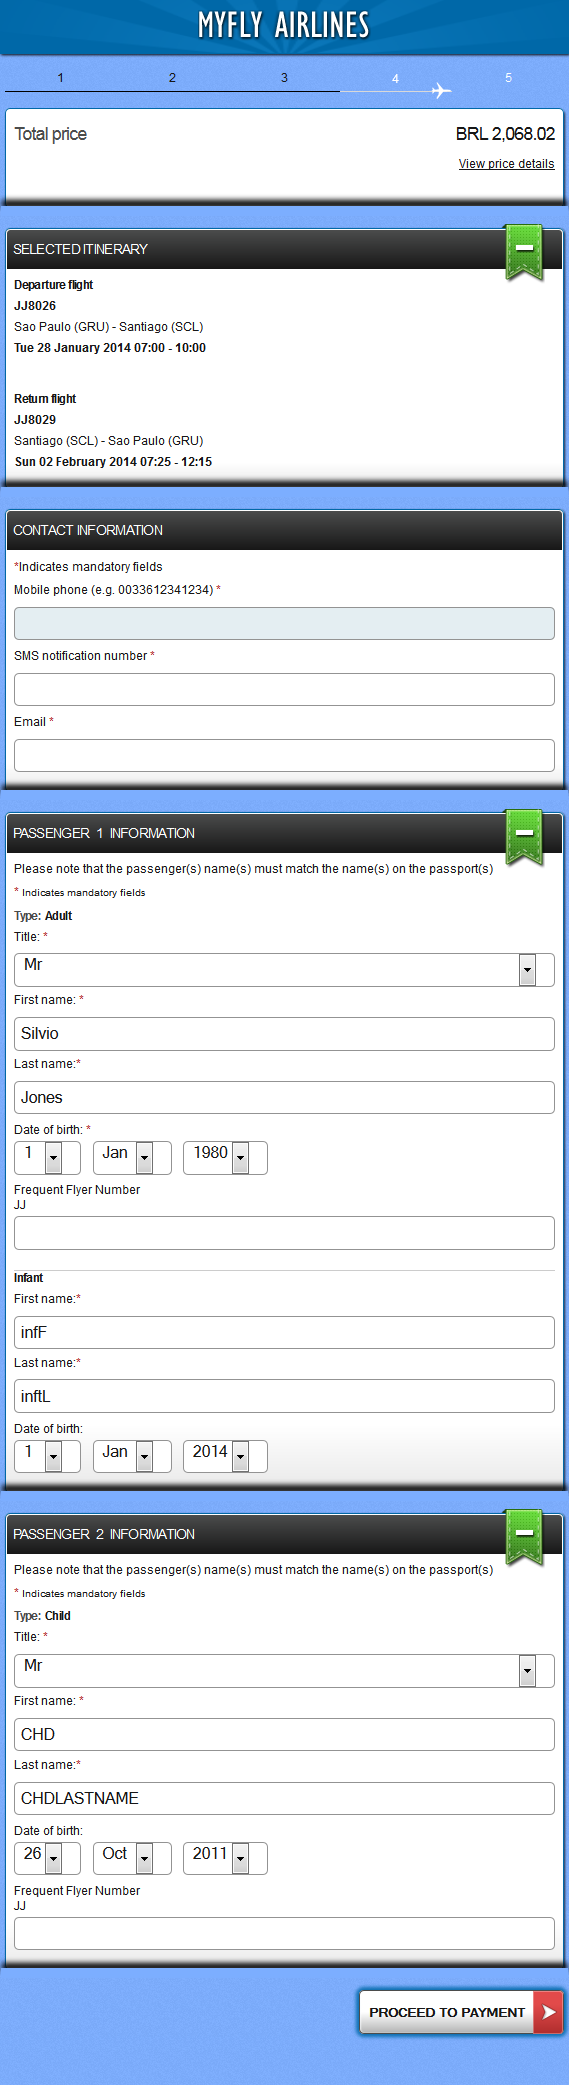 MYFLY AIRLINES
1 2 3 4 5
Total price BRL 2,068.02
View price details
SELECTED ITINERARY
Departure flight
JJ8026
Sao Paulo (GRU) - Santiago (SCL)
Tue 28 January 2014 07:00 - 10:00
Return flight
JJ8029
Santiago (SCL) - Sao Paulo (GRU)
Sun 02 February 2014 07:25 - 12:15
CONTACT INFORMATION
*Indicates mandatory fields
Mobile phone (e.g. 0033612341234) *
SMS notification number *
Email *
PASSENGER 1 INFORMATION
Please note that the passenger(s) name(s) must match the name(s) on the passport(s)
* Indicates mandatory fields
Type: Adult
Title: *
Mr
First name: *
Silvio
Last name:*
Jones
Date of birth: *
1 Jan 1980
Frequent Flyer Number
JJ
Infant
First name:*
infF
Last name:*
inftL
Date of birth:
1 Jan 2014
PASSENGER 2 INFORMATION
Please note that the passenger(s) name(s) must match the name(s) on the passport(s)
* Indicates mandatory fields
Type: Child
Title: *
Mr
First name: *
CHD
Last name:*
CHDLASTNAME
Date of birth:
26 Oct 2011
Frequent Flyer Number
JJ
PROCEED TO PAYMENT